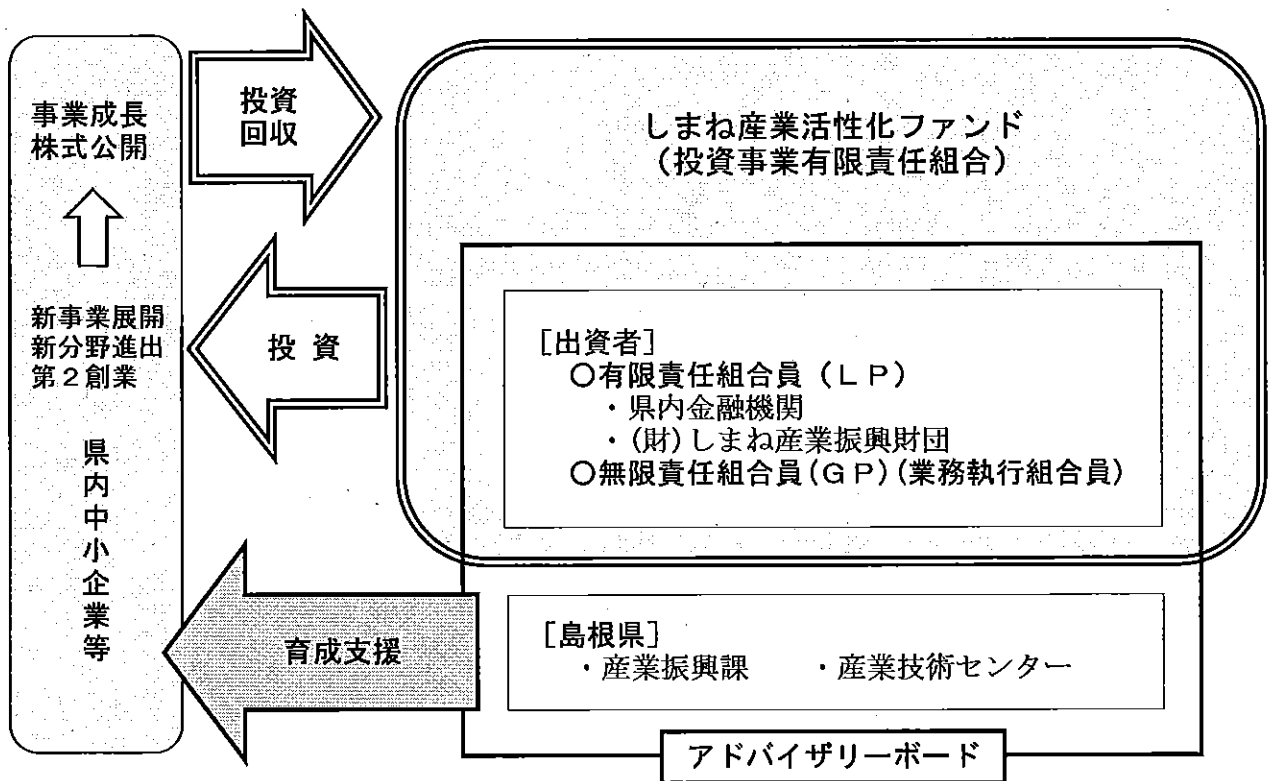 事業成長
株式公開
新事業展開
新分野進出
第2創業
県内中小企業等
投資
回収
投 資
育成支援
しまね産業活性化ファンド
（投資事業有限責任組合）
［出資者］
○有限責任組合員（ＬＰ）
・県内金融機関
・(財)しまね産業振興財団
○無限責任組合員(ＧＰ)(業務執行組合員)
［島根県］
・産業振興課　・産業技術センター
アドバイザリーボード